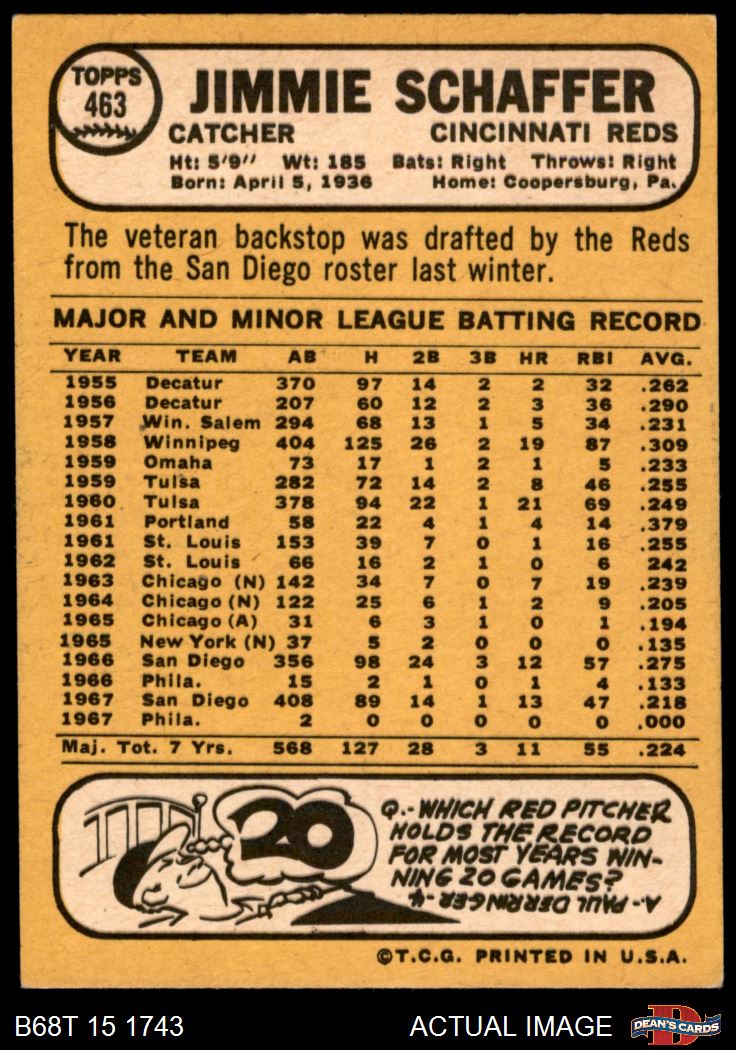 TOPPS
463
JIMMIE SCHAFFER
CATCHER CINCINNATI REDS
Ht: 5'9" Wt: 185 Bats: Right Throws: Right
Born: April 5, 1936 Home: Coopersburg, Pa.
The veteran backstop was drafted by the Reds
from the San Diego roster last winter.
MAJOR AND MINOR LEAGUE BATTING RECORD
YEAR TEAM AB H 2B 3B HR RBI AVG.
1955 Decatur 370 97 14 2 2 32 .262
1956 Decatur 207 60 12 2 3 36 .290
1957 Win. Salem 294 68 13 1 5 34 .231
1958 Winnipeg 404 125 26 2 19 87 .309
1959 Omaha 73 17 1 2 1 5 .233
1959 Tulsa 282 72 14 2 8 46 .255
1960 Tulsa 378 94 22 1 21 69 .249
1961 Portland 58 22 4 1 4 14 .379
1961 St. Louis 153 39 7 0 1 16 .255
1962 St. Louis 66 16 2 1 0 6 242
1963 Chicago (N) 142 34 7 0 7 19 .239
1964 Chicago (N) 122 25 6 1 2 9 .205
1965 Chicago (A) 31 6 3 1 0 1 .194
1965 New York (N) 37 5 2 0 0 0 .135
1966 San Diego 356 98 24 3 12 57 .275
1966 Phila. 15 2 1 0 1 4 .133
1967 San Diego 408 89 14 1 13 47 .218
1967 Phila. 2 0 0 0 0 0 .000
Maj. Tot. 7 Yrs. 568 127 28 3 11 55 .224
20
Q.-WHICH RED PITCHER
HOLDS THE RECORD
FOR MOST YEARS WIN-
NING 20 GAMES?
A.-PAUL DERRINGER-4
©T.C.G. PRINTED IN U.S.A.
B68T 15 1743 ACTUAL IMAGE DEAN'S CARDS